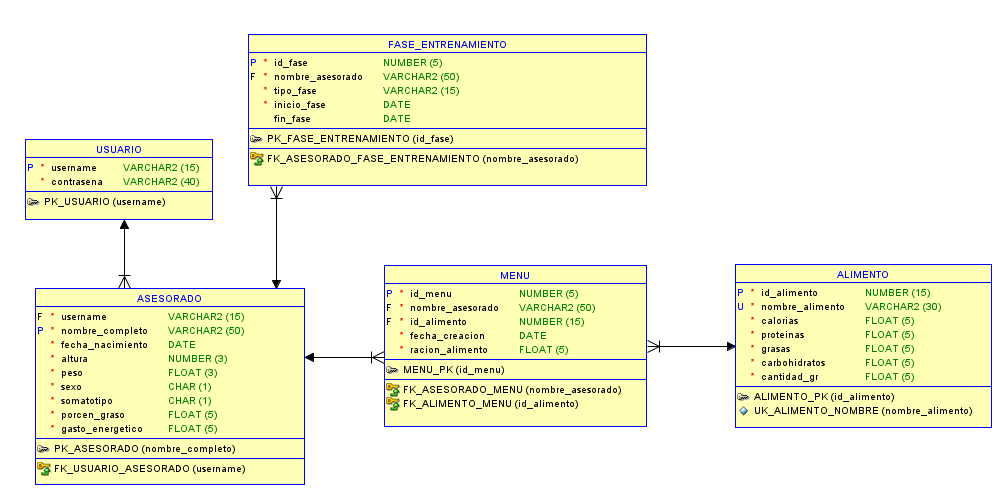 FASE_ENTRENAMIENTO
P * id_fase NUMBER (5)
F * nombre_asesorado VARCHAR2 (50)
* tipo_fase VARCHAR2 (15)
* inicio_fase DATE
fin_fase DATE
PK_FASE_ENTRENAMIENTO (id_fase)
FK_ASESORADO_FASE_ENTRENAMIENTO (nombre_asesorado)
USUARIO
P * username VARCHAR2 (15)
* contrasena VARCHAR2 (40)
PK_USUARIO (username)
ASESORADO
F * username VARCHAR2 (15)
P * nombre_completo VARCHAR2 (50)
* fecha_nacimiento DATE
* altura NUMBER (3)
* peso FLOAT (3)
* sexo CHAR (1)
* somatotipo CHAR (1)
* porcen_graso FLOAT (5)
* gasto_energetico FLOAT (5)
PK_ASESORADO (nombre_completo)
FK_USUARIO_ASESORADO (username)
MENU
P * id_menu NUMBER (5)
F * nombre_asesorado VARCHAR2 (50)
F * id_alimento NUMBER (15)
* fecha_creacion DATE
* racion_alimento FLOAT (5)
MENU_PK (id_menu)
FK_ASESORADO_MENU (nombre_asesorado)
FK_ALIMENTO_MENU (id_alimento)
ALIMENTO
P * id_alimento NUMBER (15)
U * nombre_alimento VARCHAR2 (30)
* calorias FLOAT (5)
* proteinas FLOAT (5)
* grasas FLOAT (5)
* carbohidratos FLOAT (5)
* cantidad_gr FLOAT (5)
ALIMENTO_PK (id_alimento)
UK_ALIMENTO_NOMBRE (nombre_alimento)